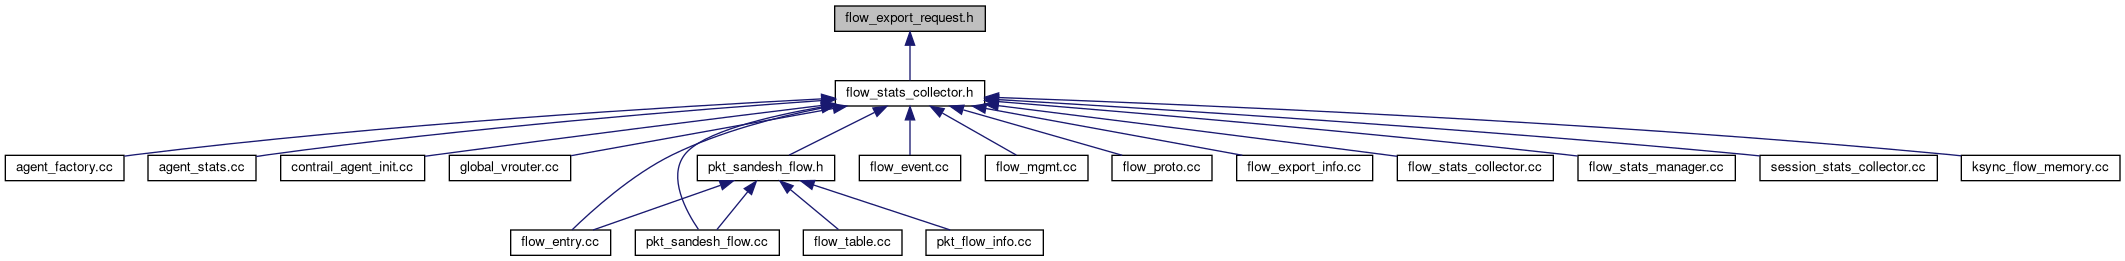 flow_export_request.h
flow_stats_collector.h
agent_factory.cc
agent_stats.cc
contrail_agent_init.cc
global_vrouter.cc
pkt_sandesh_flow.h
flow_event.cc
flow_mgmt.cc
flow_proto.cc
flow_export_info.cc
flow_stats_collector.cc
flow_stats_manager.cc
session_stats_collector.cc
ksync_flow_memory.cc
flow_entry.cc
pkt_sandesh_flow.cc
flow_table.cc
pkt_flow_info.cc